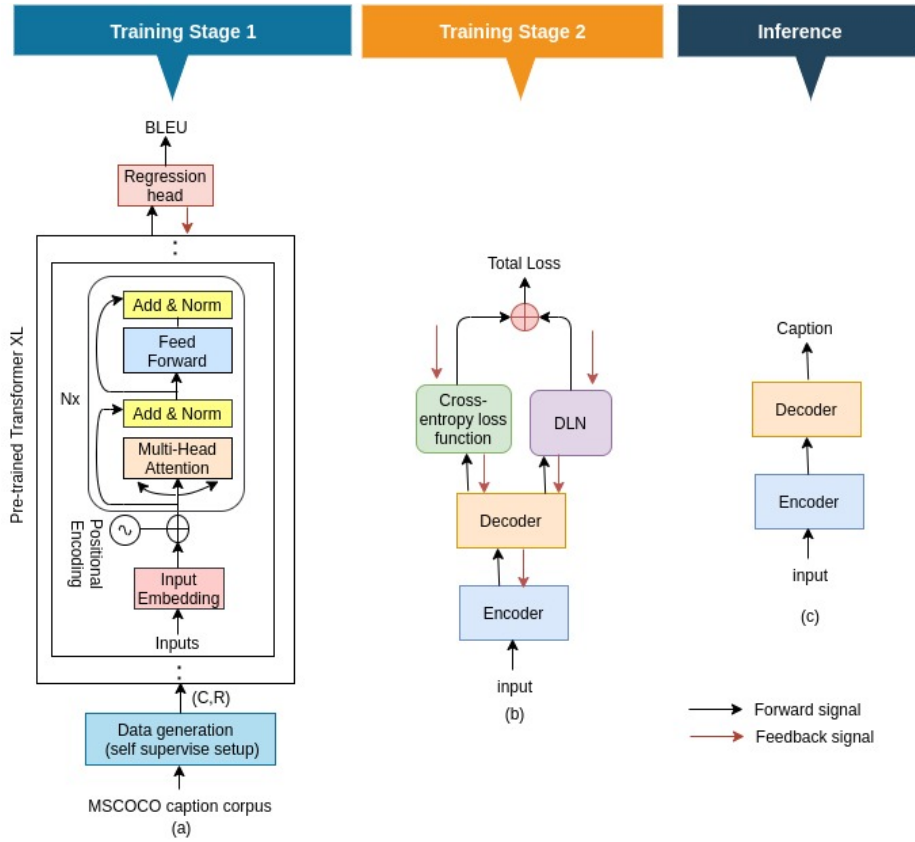 Training Stage 1
Training Stage 2
Inference
BLEU
Regression
head
Pre-trained Transformer XL
Nx
Add & Norm
Feed
Forward
Add & Norm
Multi-Head
Attention
Positional
Encoding
Input
Embedding
Inputs
(C,R)
Data generation
(self supervise setup)
MSCOCO caption corpus
(a)
Total Loss
Cross-
entropy loss
function
DLN
Decoder
Encoder
input
(b)
Caption
Decoder
Encoder
input
(c)
Forward signal
Feedback signal